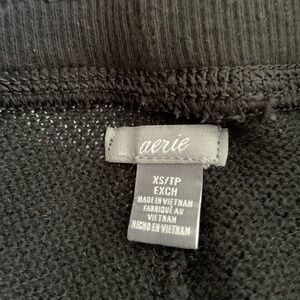 aerie
XS/TP
EXCH
MADE IN VIETNAM
FABRIQUÉ AU
VIETNAM
HECHO EN VIETNAM